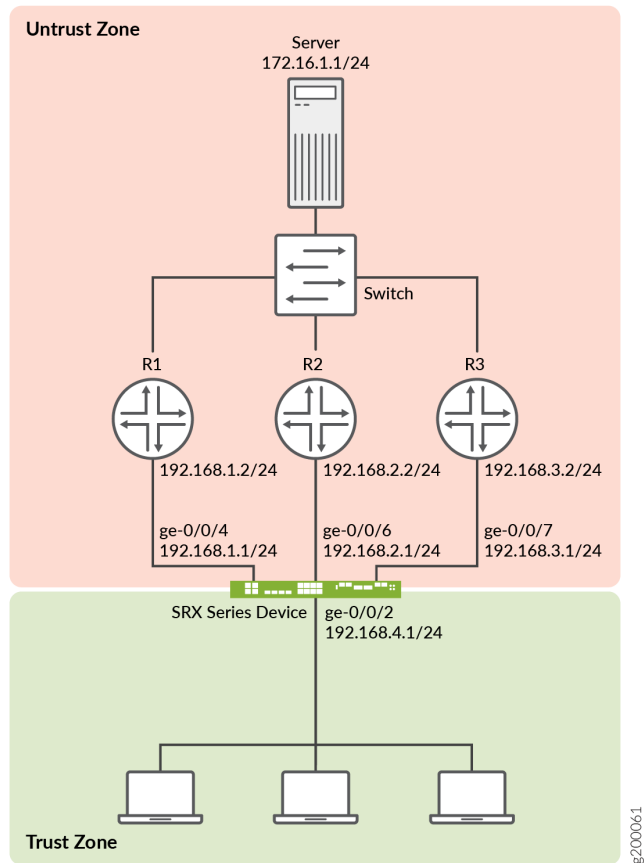 Untrust Zone
Server
172.16.1.1/24
Switch
R1
R2
R3
192.168.1.2/24
192.168.2.2/24
192.168.3.2/24
ge-0/0/4
192.168.1.1/24
ge-0/0/6
192.168.2.1/24
ge-0/0/7
192.168.3.1/24
SRX Series Device
ge-0/0/2
192.168.4.1/24
Trust Zone
g200061